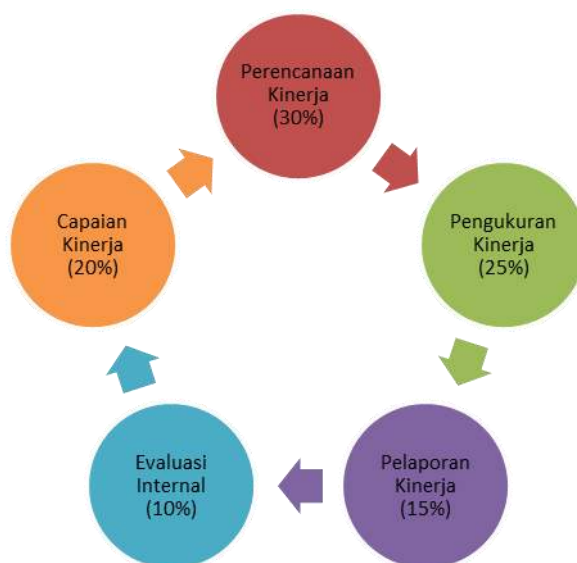 Perencanaan
Kinerja
(30%)
Pengukuran
Kinerja
(25%)
Pelaporan
Kinerja
(15%)
Evaluasi
Internal
(10%)
Capaian
Kinerja
(20%)